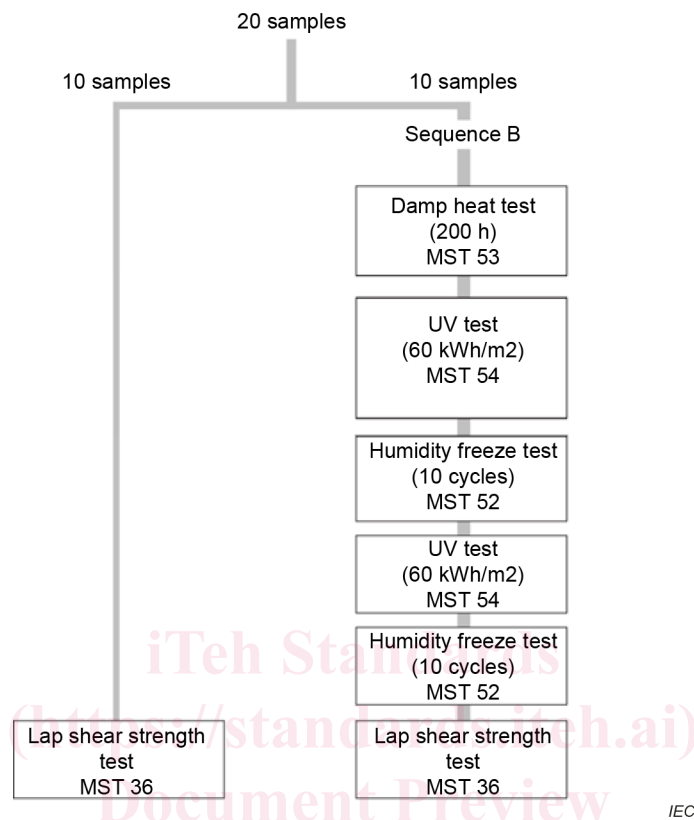 20 samples
10 samples
10 samples
Sequence B
Damp heat test
(200 h)
MST 53
UV test
(60 kWh/m2)
MST 54
Humidity freeze test
(10 cycles)
MST 52
UV test
(60 kWh/m2)
MST 54
Humidity freeze test
(10 cycles)
MST 52
Lap shear strength
test
MST 36
Lap shear strength
test
MST 36
iTeh Standards
(https://standards.iteh.ai)
Document Preview
IEC